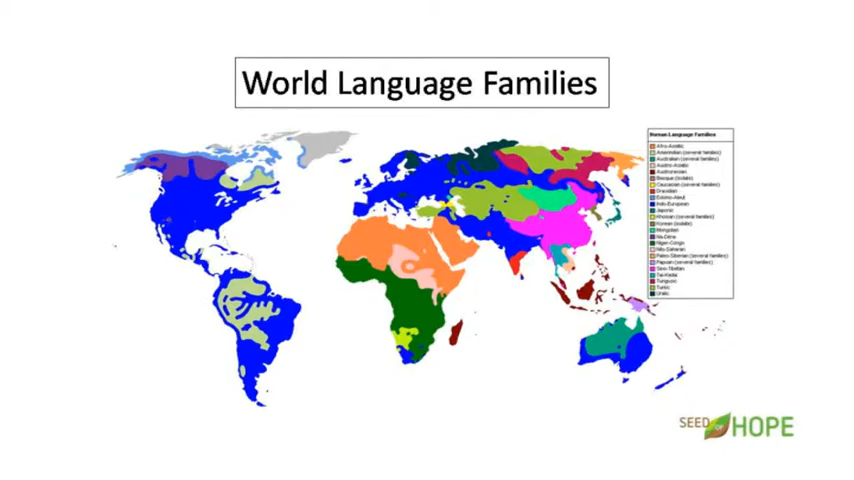 World Language Families
Human Language Families
Afro-Asiatic
Amerindian (several families)
Australian (several families)
Austro-Asiatic
Austronesian
Basque (isolate)
Caucasian (several families)
Dravidian
Eskimo-Aleut
Indo-European
Japonic
Khoisan (several families)
Korean (isolate)
Mongolian
Na-Dene
Niger-Congo
Nilo-Saharan
Paleo-Siberian (several families)
Papuan (several families)
Sino-Tibetan
Tai-Kadai
Tungusic
Turkic
Uralic
SEED OF HOPE